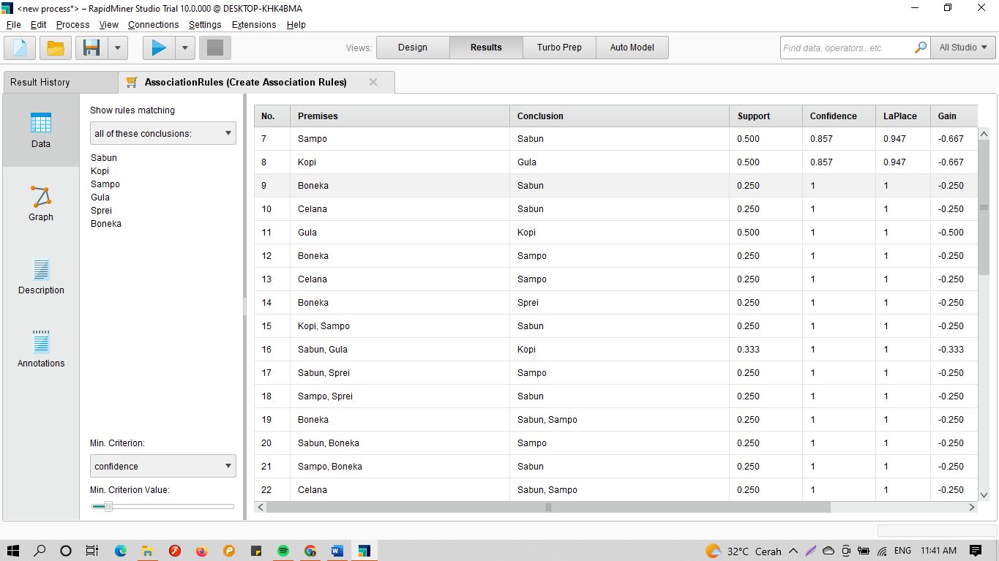 <new process*> – RapidMiner Studio Trial 10.0.000 @ DESKTOP-KHK4BMA
File Edit Process View Connections Settings Extensions Help
Views: Design Results Turbo Prep Auto Model Find data, operators...etc All Studio
Result History AssociationRules (Create Association Rules)
Data
Graph
Description
Annotations
Show rules matching
all of these conclusions:
Sabun
Kopi
Sampo
Gula
Sprei
Boneka
Min. Criterion:
confidence
Min. Criterion Value:
No. Premises Conclusion Support Confidence LaPlace Gain
7 Sampo Sabun 0.500 0.857 0.947 -0.667
8 Kopi Gula 0.500 0.857 0.947 -0.667
9 Boneka Sabun 0.250 1 1 -0.250
10 Celana Sabun 0.250 1 1 -0.250
11 Gula Kopi 0.500 1 1 -0.500
12 Boneka Sampo 0.250 1 1 -0.250
13 Celana Sampo 0.250 1 1 -0.250
14 Boneka Sprei 0.250 1 1 -0.250
15 Kopi, Sampo Sabun 0.250 1 1 -0.250
16 Sabun, Gula Kopi 0.333 1 1 -0.333
17 Sabun, Sprei Sampo 0.250 1 1 -0.250
18 Sampo, Sprei Sabun 0.250 1 1 -0.250
19 Boneka Sabun, Sampo 0.250 1 1 -0.250
20 Sabun, Boneka Sampo 0.250 1 1 -0.250
21 Sampo, Boneka Sabun 0.250 1 1 -0.250
22 Celana Sabun, Sampo 0.250 1 1 -0.250
32°C Cerah ENG 11:41 AM